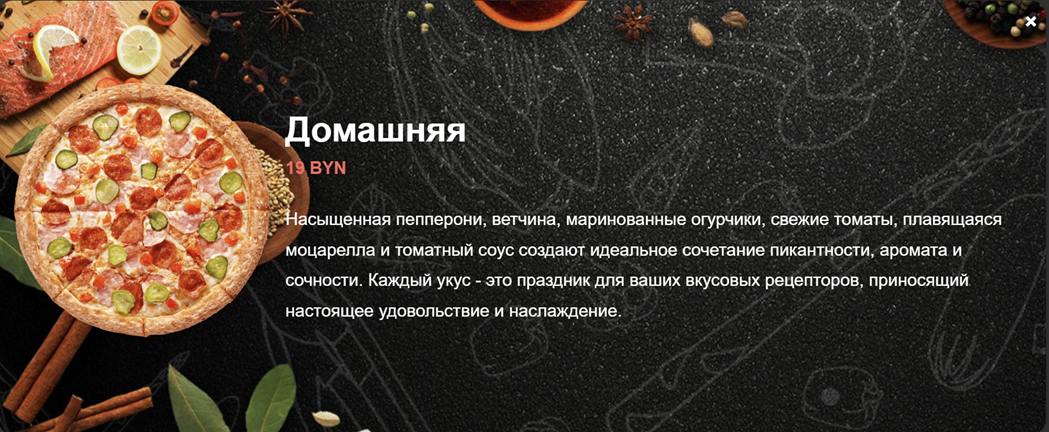 Домашняя
19 BYN
Насыщенная пепперони, ветчина, маринованные огурчики, свежие томаты, плавящаяся
моцарелла и томатный соус создают идеальное сочетание пикантности, аромата и
сочности. Каждый укус - это праздник для ваших вкусовых рецепторов, приносящий
настоящее удовольствие и наслаждение.